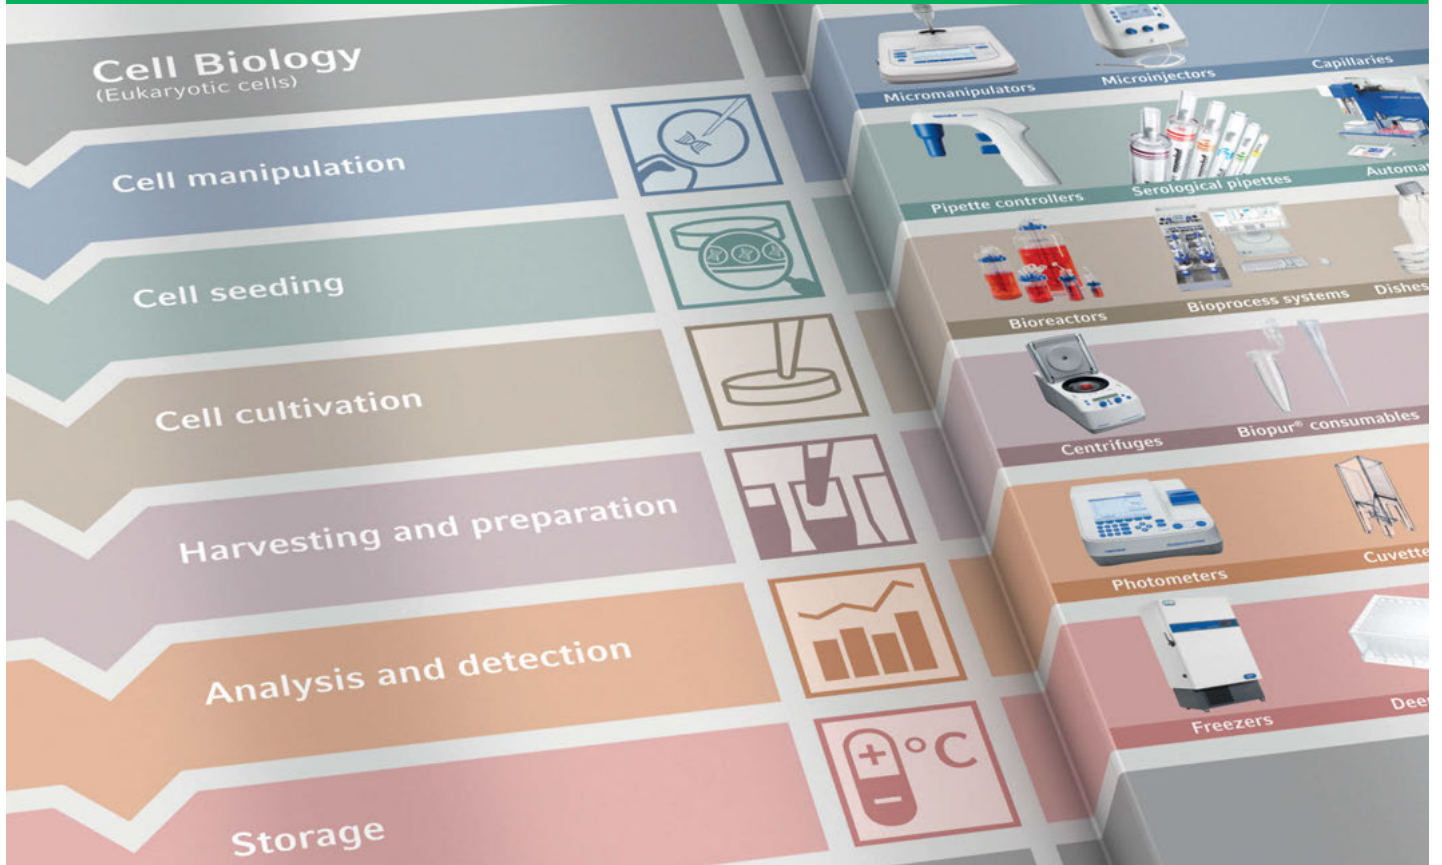 Cell Biology
(Eukaryotic cells)
Cell manipulation
Cell seeding
Cell cultivation
Harvesting and preparation
Analysis and detection
Storage
°C
Micromanipulators
Microinjectors
Capillaries
Pipette controllers
Serological pipettes
Bioreactors
Bioprocess systems
Dishes
Centrifuges
Biopur® consumables
Photometers
Freezers